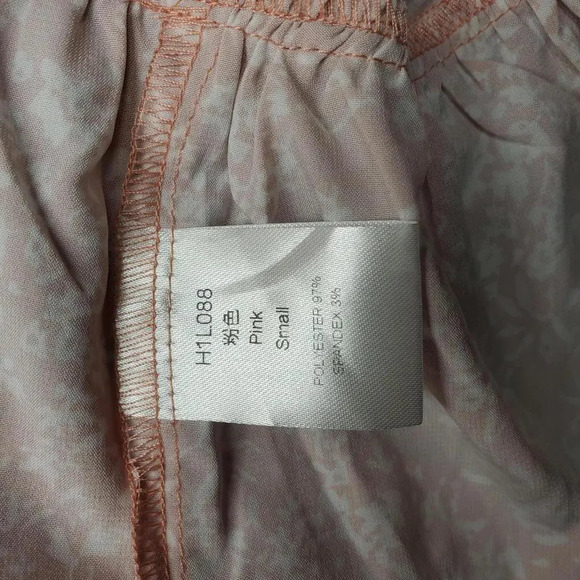 H1L088
粉色
Pink
Small
POLYESTER 97%
SPANDEX 3%